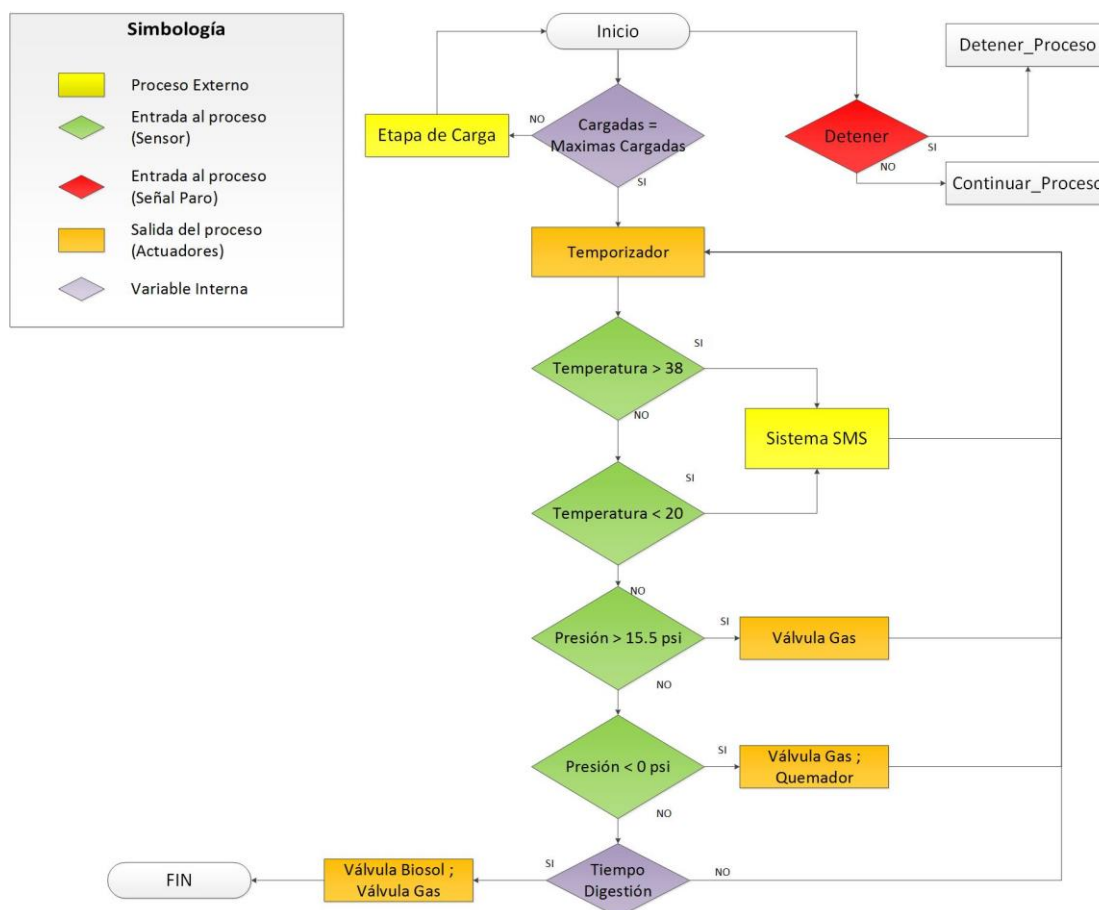 Simbología
Proceso Externo
Entrada al proceso
(Sensor)
Entrada al proceso
(Señal Paro)
Salida del proceso
(Actuadores)
Variable Interna
Inicio
Detener_Proceso
Etapa de Carga
NO
Cargadas =
Maximas Cargadas
SI
Detener
SI
NO
Continuar_Proceso
Temporizador
Temperatura > 38
SI
NO
Sistema SMS
Temperatura < 20
SI
NO
Presión > 15.5 psi
SI
Válvula Gas
NO
Presión < 0 psi
SI
Válvula Gas ;
Quemador
NO
FIN
Válvula Biosol ;
Válvula Gas
SI
Tiempo
Digestión
NO